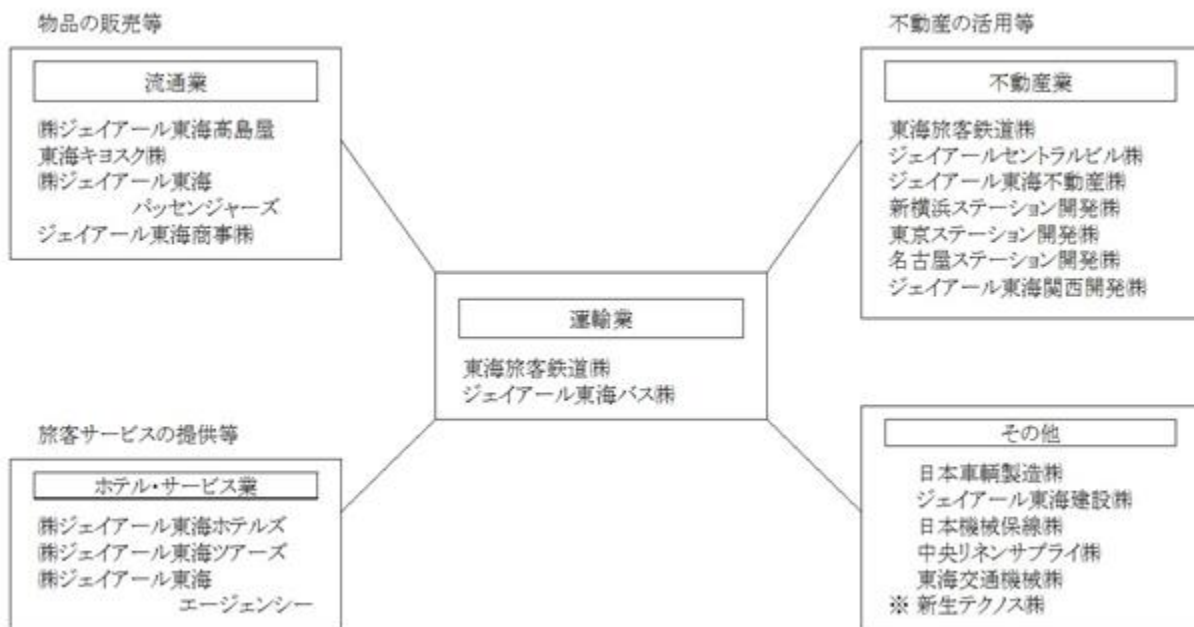 物品の販売等
流通業
㈱ジェイアール東海髙島屋
東海キヨスク㈱
㈱ジェイアール東海
パッセンジャーズ
ジェイアール東海商事㈱
不動産の活用等
不動産業
東海旅客鉄道㈱
ジェイアールセントラルビル㈱
ジェイアール東海不動産㈱
新横浜ステーション開発㈱
東京ステーション開発㈱
名古屋ステーション開発㈱
ジェイアール東海関西開発㈱
運輸業
東海旅客鉄道㈱
ジェイアール東海バス㈱
旅客サービスの提供等
ホテル・サービス業
㈱ジェイアール東海ホテルズ
㈱ジェイアール東海ツアーズ
㈱ジェイアール東海
エージェンシー
その他
日本車輌製造㈱
ジェイアール東海建設㈱
日本機械保線㈱
中央リネンサプライ㈱
東海交通機械㈱
※ 新生テクノス㈱